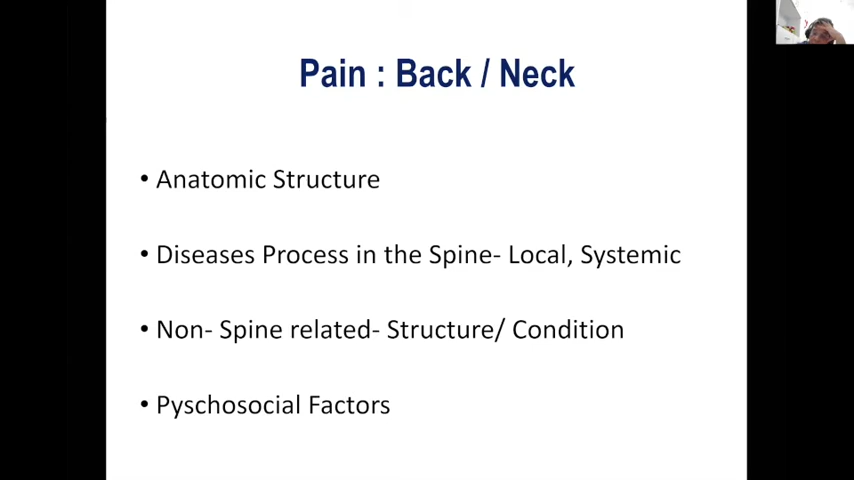 Pain : Back / Neck
• Anatomic Structure
• Diseases Process in the Spine- Local, Systemic
• Non- Spine related- Structure/ Condition
• Pyschosocial Factors